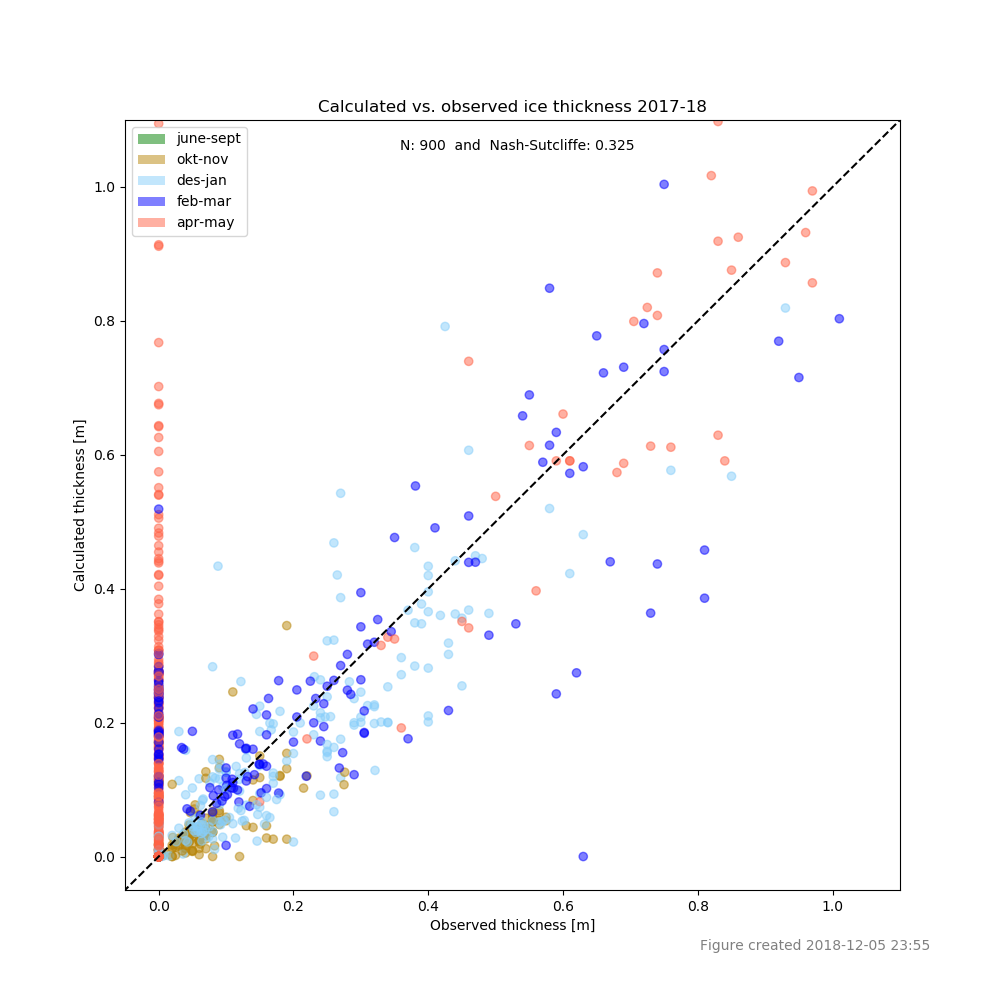 Calculated vs. observed ice thickness 2017-18
N: 900 and Nash-Sutcliffe: 0.325
june-sept
okt-nov
des-jan
feb-mar
apr-may
Calculated thickness [m]
1.0
0.8
0.6
0.4
0.2
0.0
0.0 0.2 0.4 0.6 0.8 1.0
Observed thickness [m]
Figure created 2018-12-05 23:55